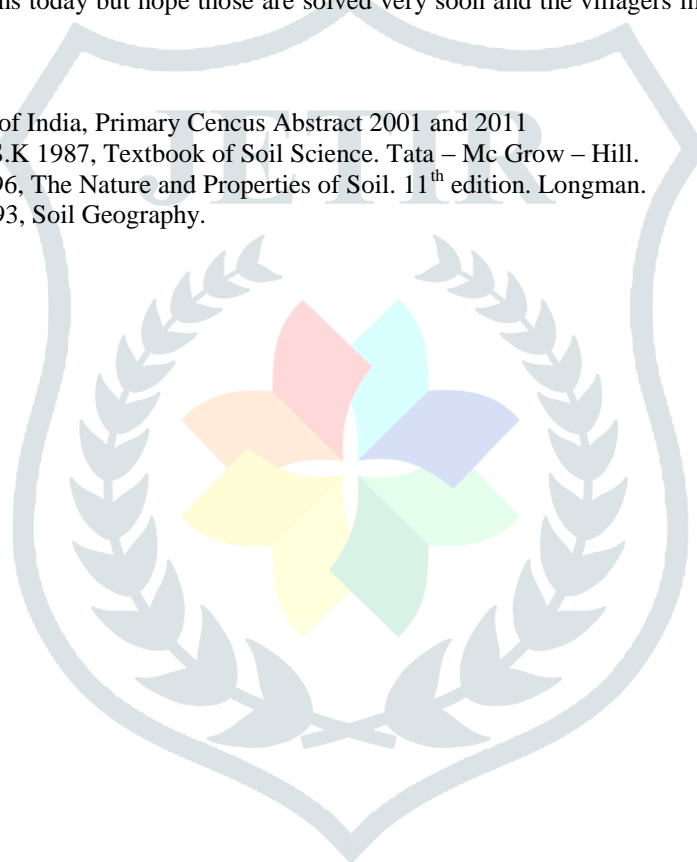 ns today but hope those are solved very soon and the villagers
of India, Primary Cencus Abstract 2001 and 2011
S.K 1987, Textbook of Soil Science. Tata – Mc Grow – Hill.
96, The Nature and Properties of Soil. 11th edition. Longman.
93, Soil Geography.
JETIR